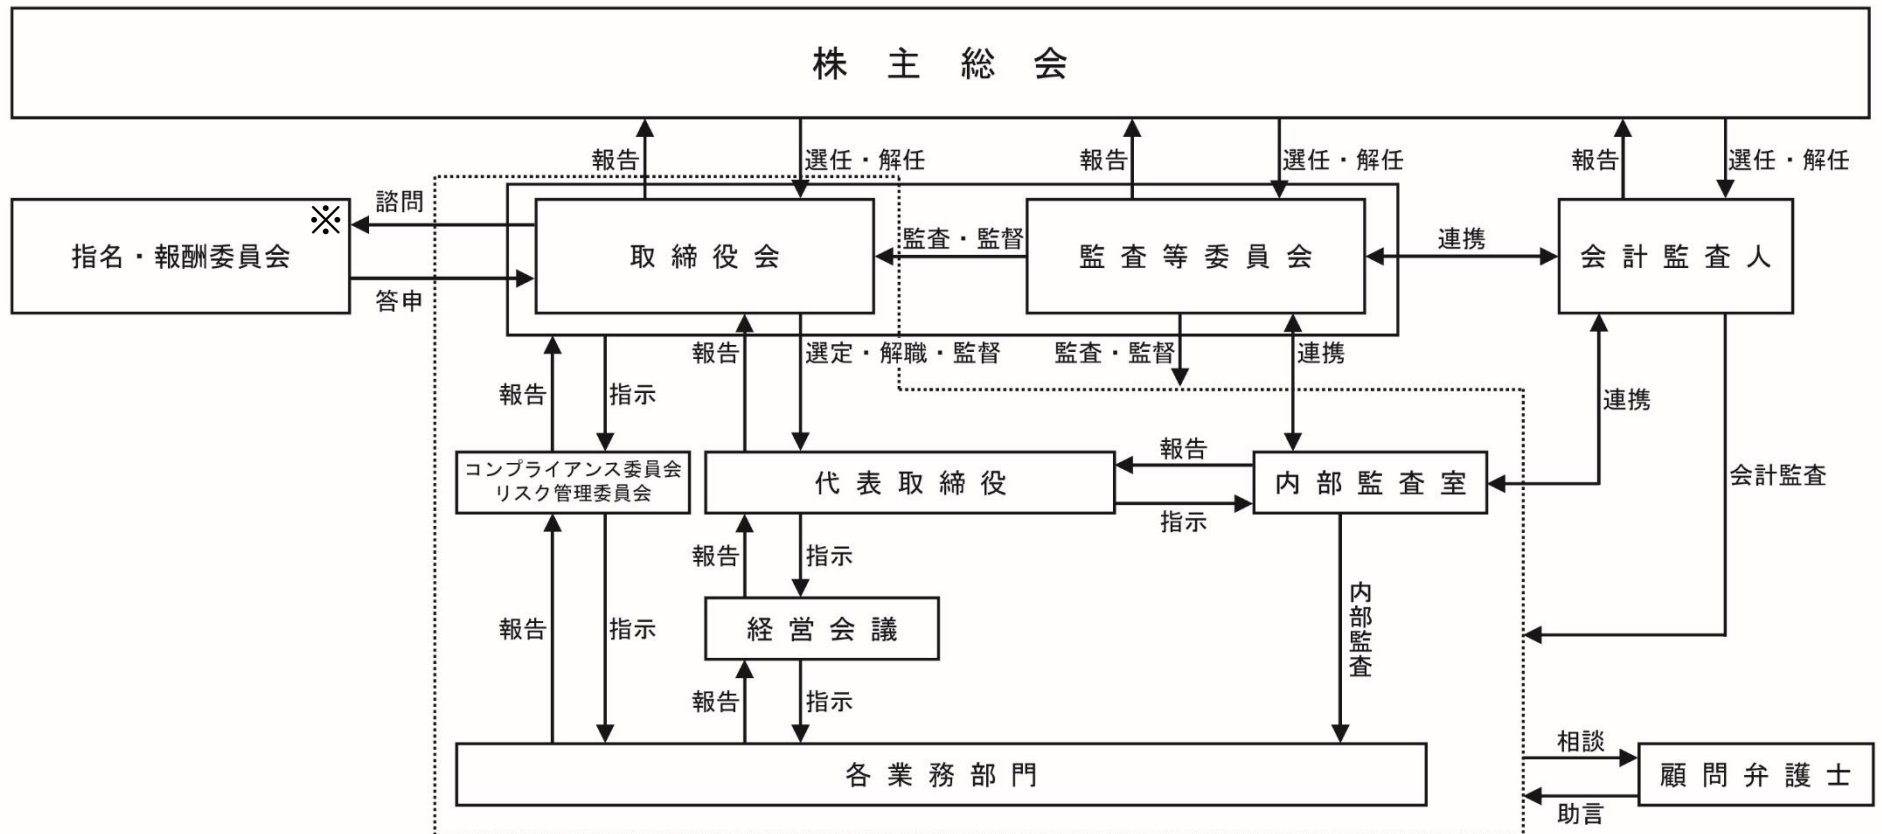 株主総会
報告
選任・解任
報告
選任・解任
報告
選任・解任
諮問
※
指名・報酬委員会
答申
取締役会
監査・監督
監査等委員会
連携
会計監査人
報告
指示
報告
選定・解職・監督
監査・監督
連携
連携
会計監査
コンプライアンス委員会
リスク管理委員会
代表取締役
報告
指示
内部監査室
報告
指示
報告
指示
経営会議
内部監査
報告
指示
各業務部門
相談
助言
顧問弁護士